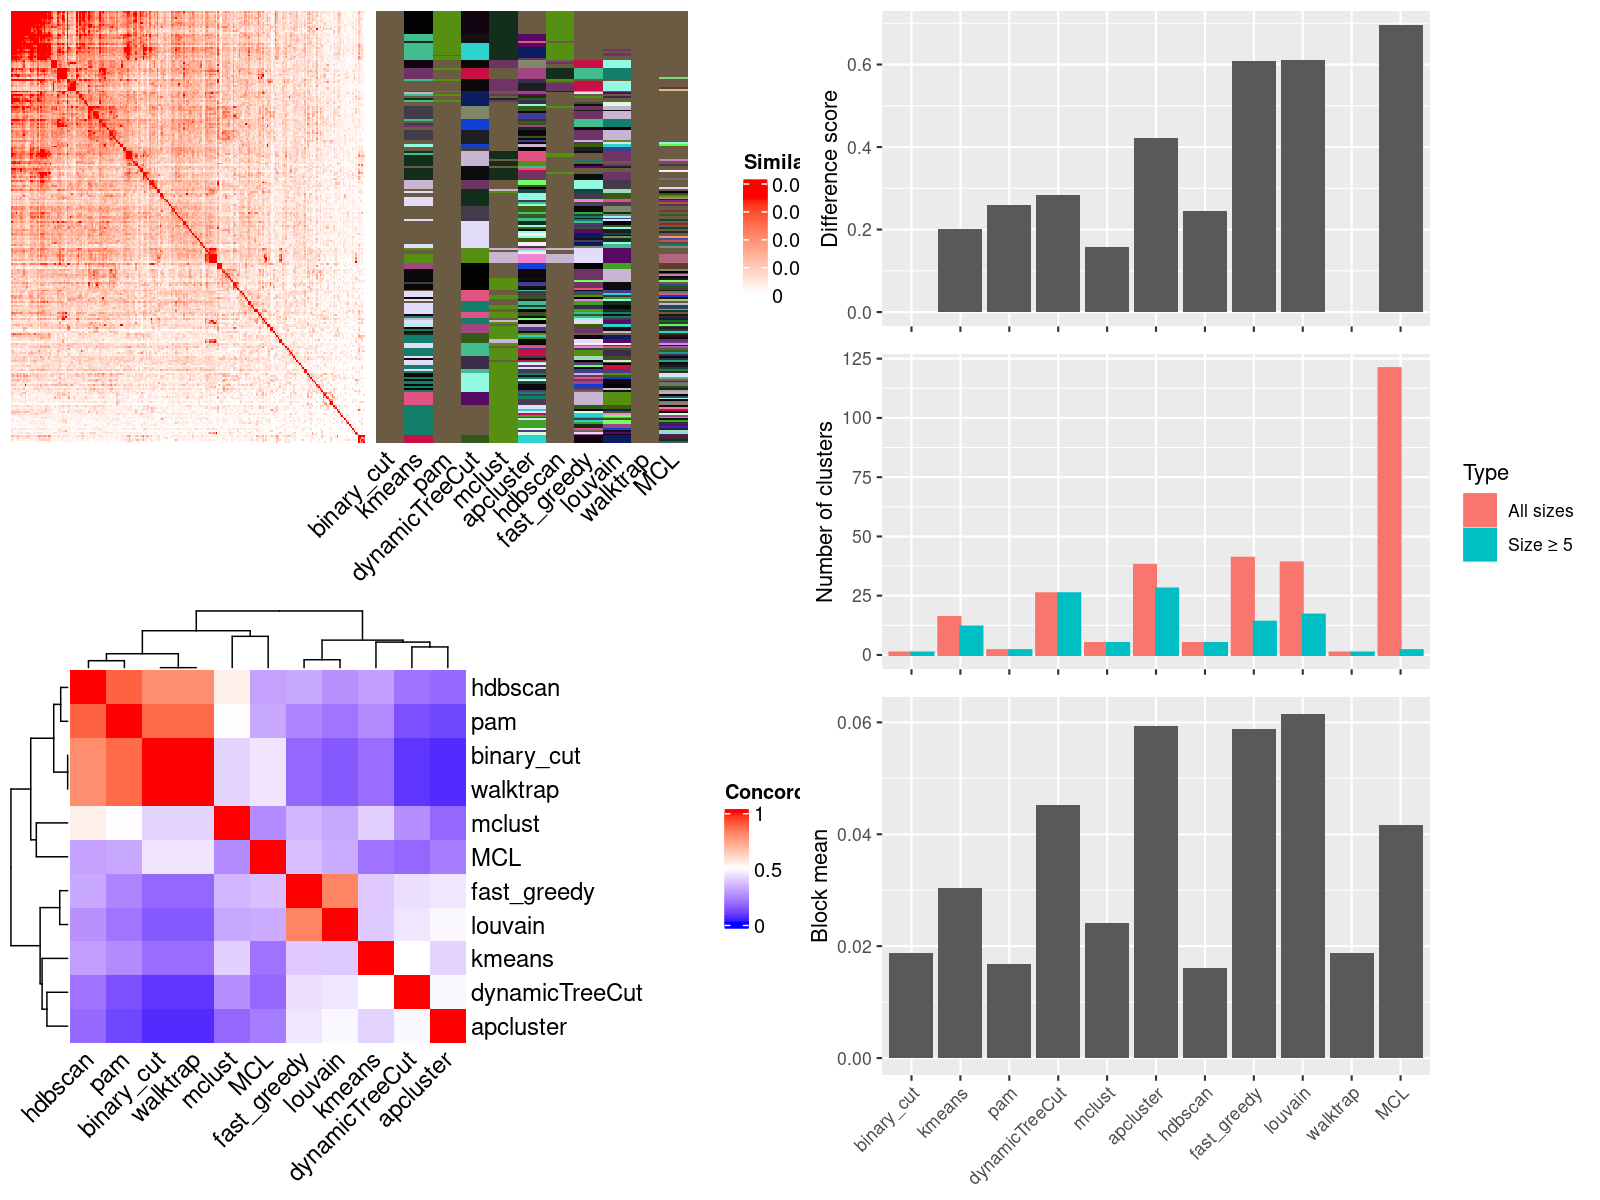 Simila
0.0
0.0
0.0
0.0
0
binary_cut
kmeans
pam
dynamicTreeCut
mclust
apcluster
hdbscan
fast_greedy
louvain
walktrap
MCL
hdbscan
pam
binary_cut
walktrap
mclust
MCL
fast_greedy
louvain
kmeans
dynamicTreeCut
apcluster
hdbscan
pam
binary_cut
walktrap
mclust
MCL
fast_greedy
louvain
kmeans
dynamicTreeCut
apcluster
Concord
1
0.5
0
Difference score
0.6
0.4
0.2
0.0
Number of clusters
125
100
75
50
25
0
Type
All sizes
Size ≥ 5
Block mean
0.06
0.04
0.02
0.00
binary_cut
kmeans
pam
dynamicTreeCut
mclust
apcluster
hdbscan
fast_greedy
louvain
walktrap
MCL